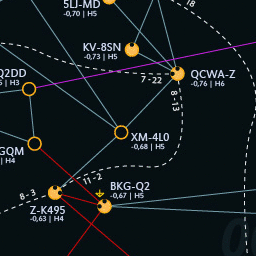 5LJ-MD
-0,70 | H5
18
KV-8SN
-0,73 | H5
Q2DD
| H3
7-22
QCWA-Z
-0,76 | H6
8-13
XM-4L0
-0,68 | H5
GQM
| H4
11-2
BKG-Q2
-0,67 | H5
8-3
Z-K495
-0,63 | H4